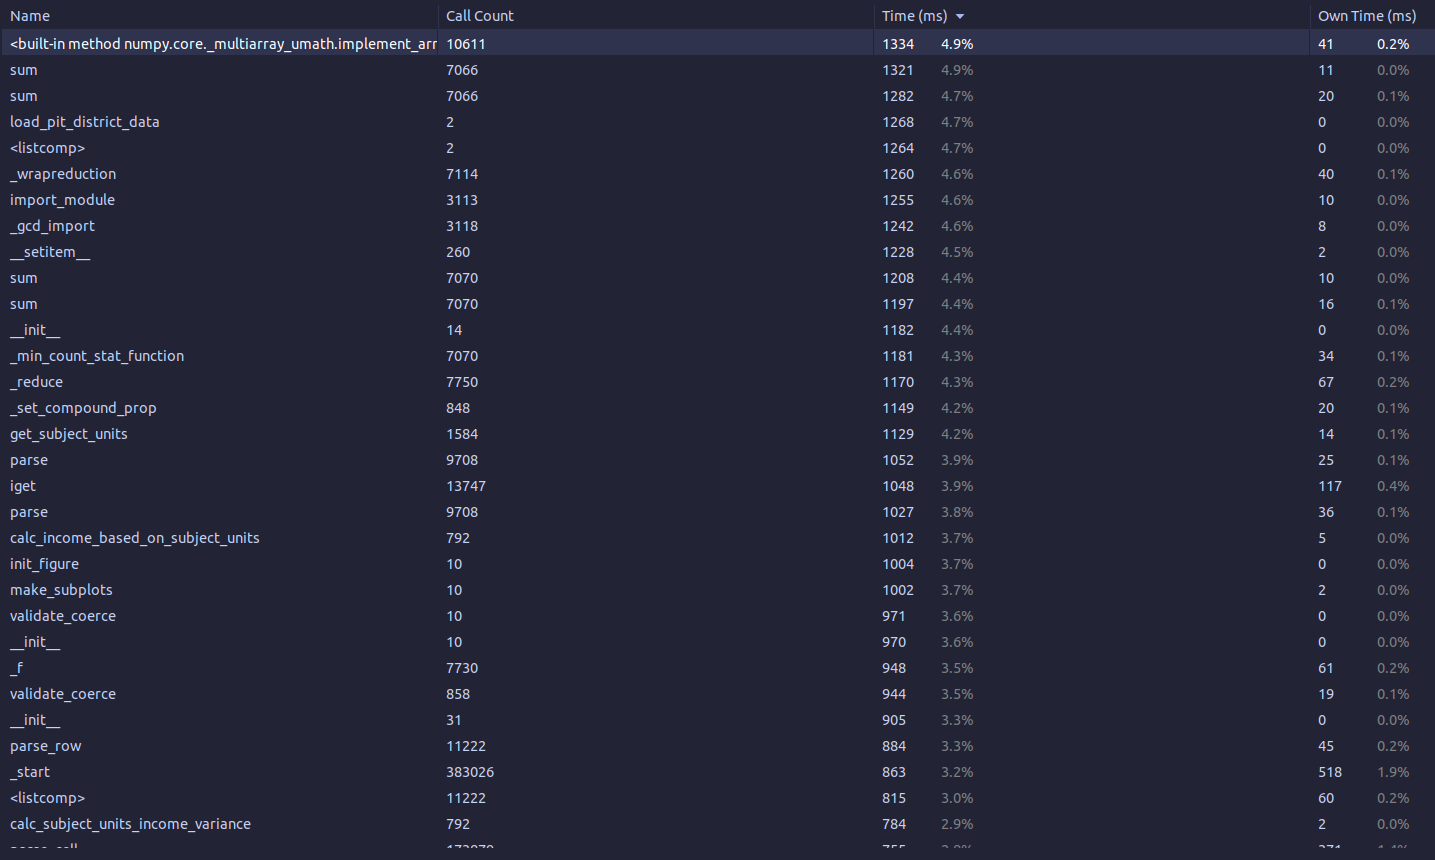 Name Call Count Time (ms) Own Time (ms)
<built-in method numpy.core._multiarray_umath.implement_arr 10611 1334 4.9% 41 0.2%
sum 7066 1321 4.9% 11 0.0%
sum 7066 1282 4.7% 20 0.1%
load_pit_district_data 2 1268 4.7% 0 0.0%
<listcomp> 2 1264 4.7% 0 0.0%
_wrapreduction 7114 1260 4.6% 40 0.1%
import_module 3113 1255 4.6% 10 0.0%
_gcd_import 3118 1242 4.6% 8 0.0%
__setitem__ 260 1228 4.5% 2 0.0%
sum 7070 1208 4.4% 10 0.0%
sum 7070 1197 4.4% 16 0.1%
__init__ 14 1182 4.4% 0 0.0%
_min_count_stat_function 7070 1181 4.3% 34 0.1%
_reduce 7750 1170 4.3% 67 0.2%
_set_compound_prop 848 1149 4.2% 20 0.1%
get_subject_units 1584 1129 4.2% 14 0.1%
parse 9708 1052 3.9% 25 0.1%
iget 13747 1048 3.9% 117 0.4%
parse 9708 1027 3.8% 36 0.1%
calc_income_based_on_subject_units 792 1012 3.7% 5 0.0%
init_figure 10 1004 3.7% 0 0.0%
make_subplots 10 1002 3.7% 2 0.0%
validate_coerce 10 971 3.6% 0 0.0%
__init__ 10 970 3.6% 0 0.0%
_f 7730 948 3.5% 61 0.2%
validate_coerce 858 944 3.5% 19 0.1%
__init__ 31 905 3.3% 0 0.0%
parse_row 11222 884 3.3% 45 0.2%
_start 383026 863 3.2% 518 1.9%
<listcomp> 11222 815 3.0% 60 0.2%
calc_subject_units_income_variance 792 784 2.9% 2 0.0%